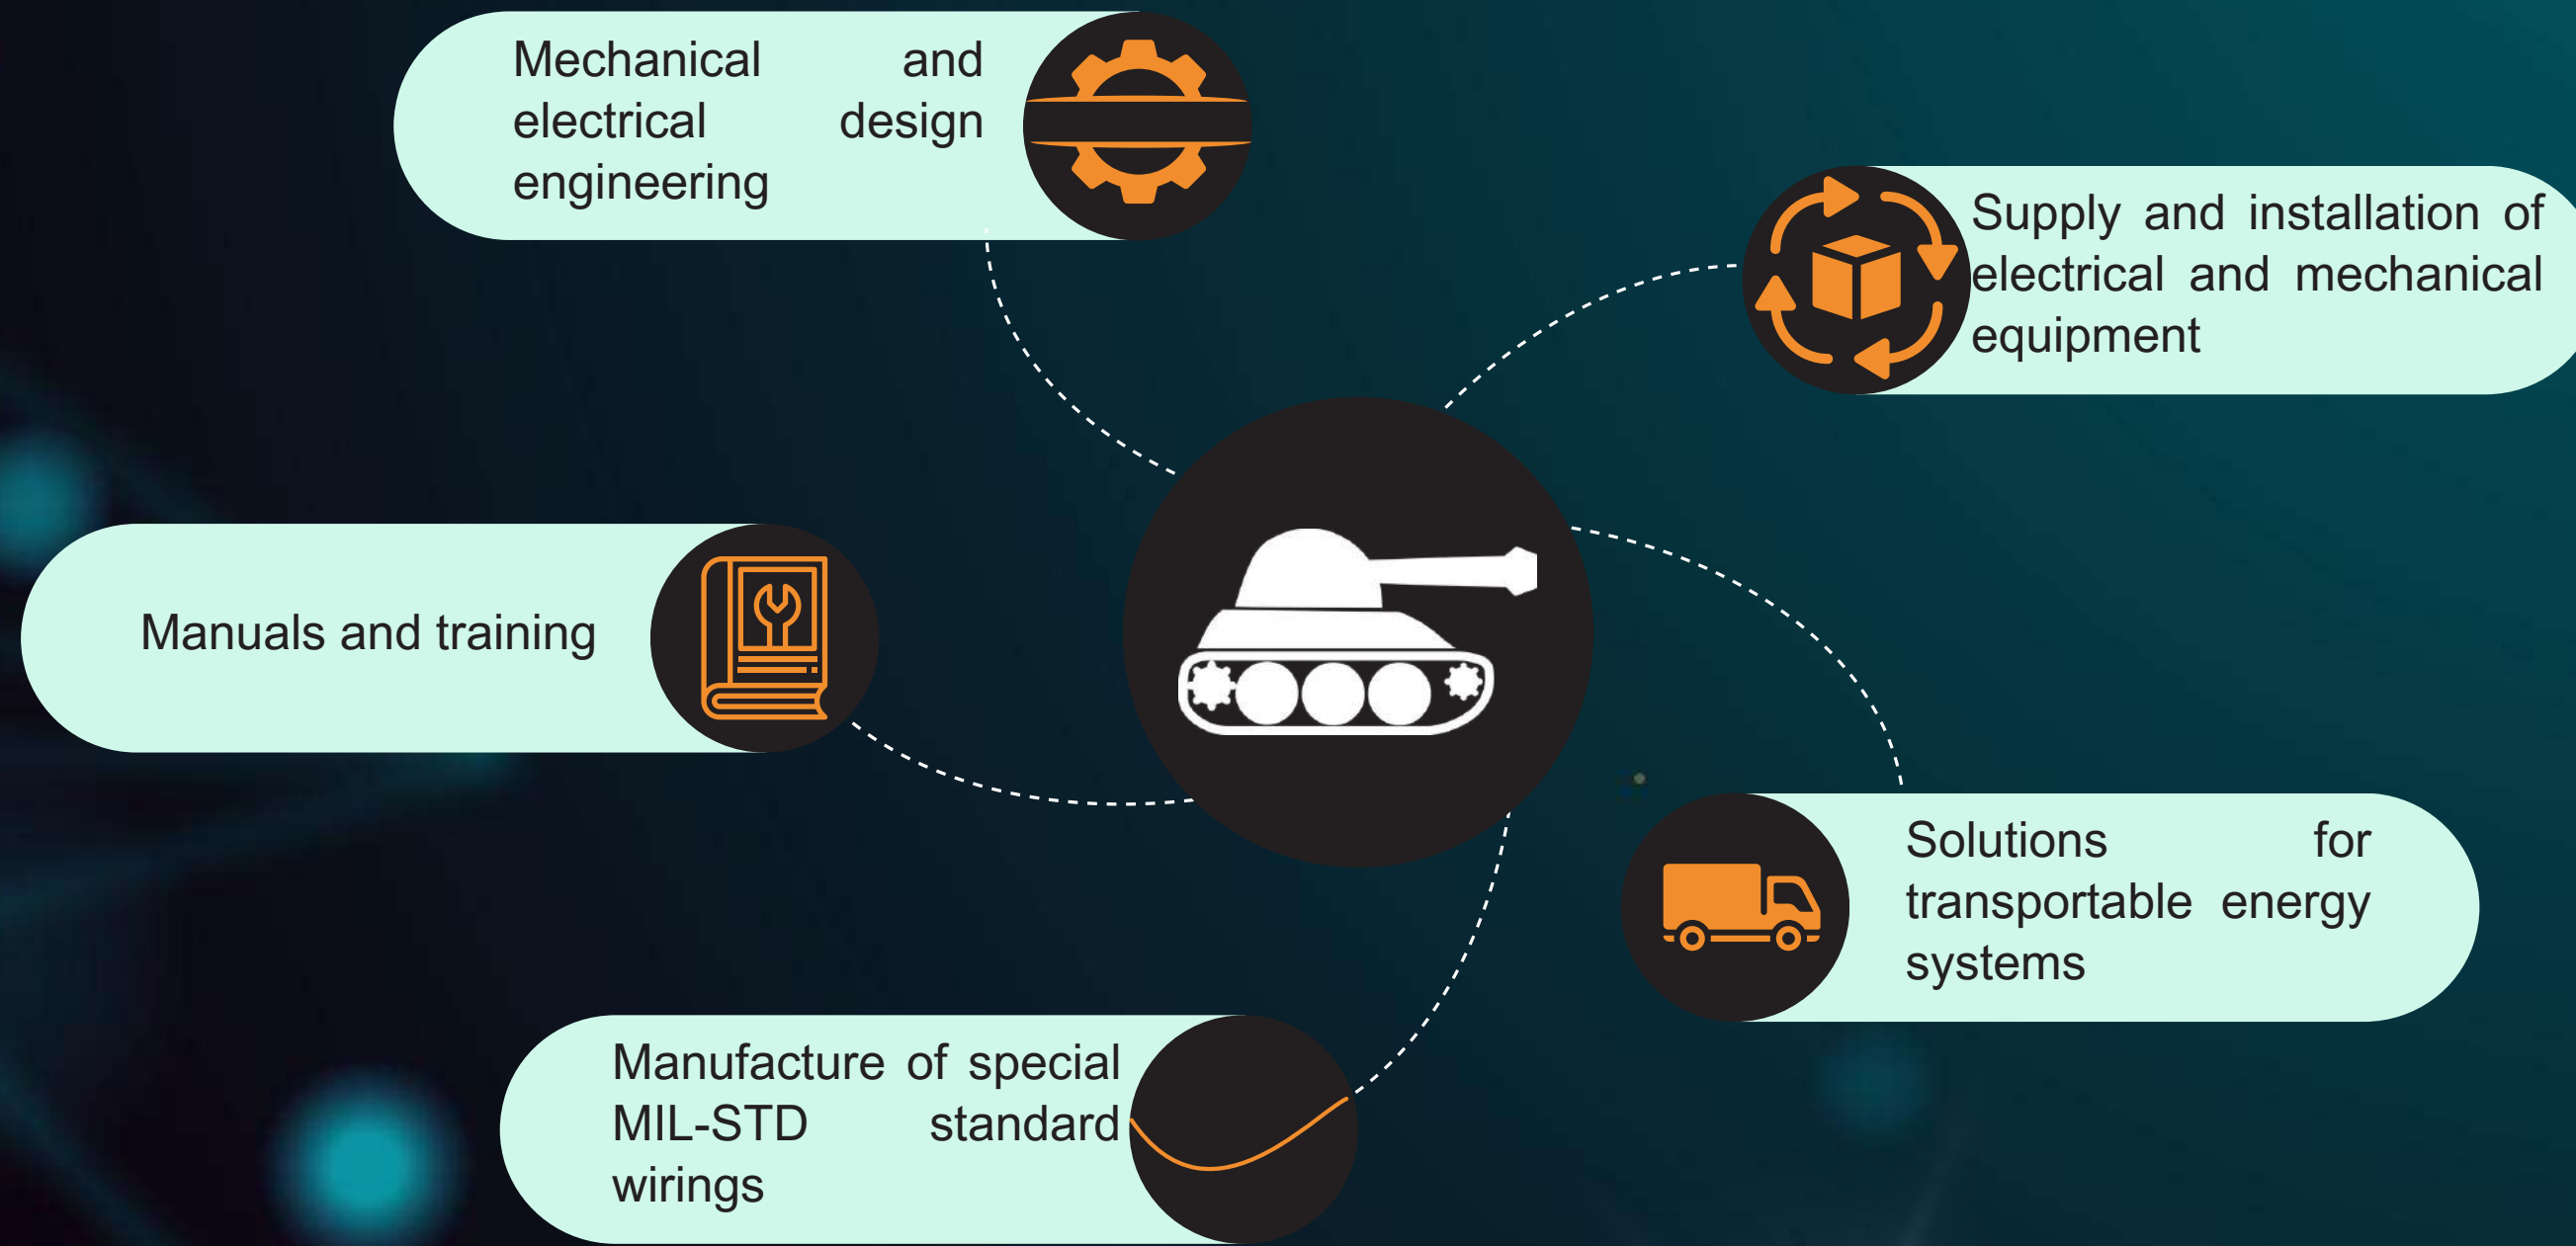 Mechanical and
electrical design
engineering
Supply and installation of
electrical and mechanical
equipment
Manuals and training
Solutions for
transportable energy
systems
Manufacture of special
MIL-STD standard
wirings